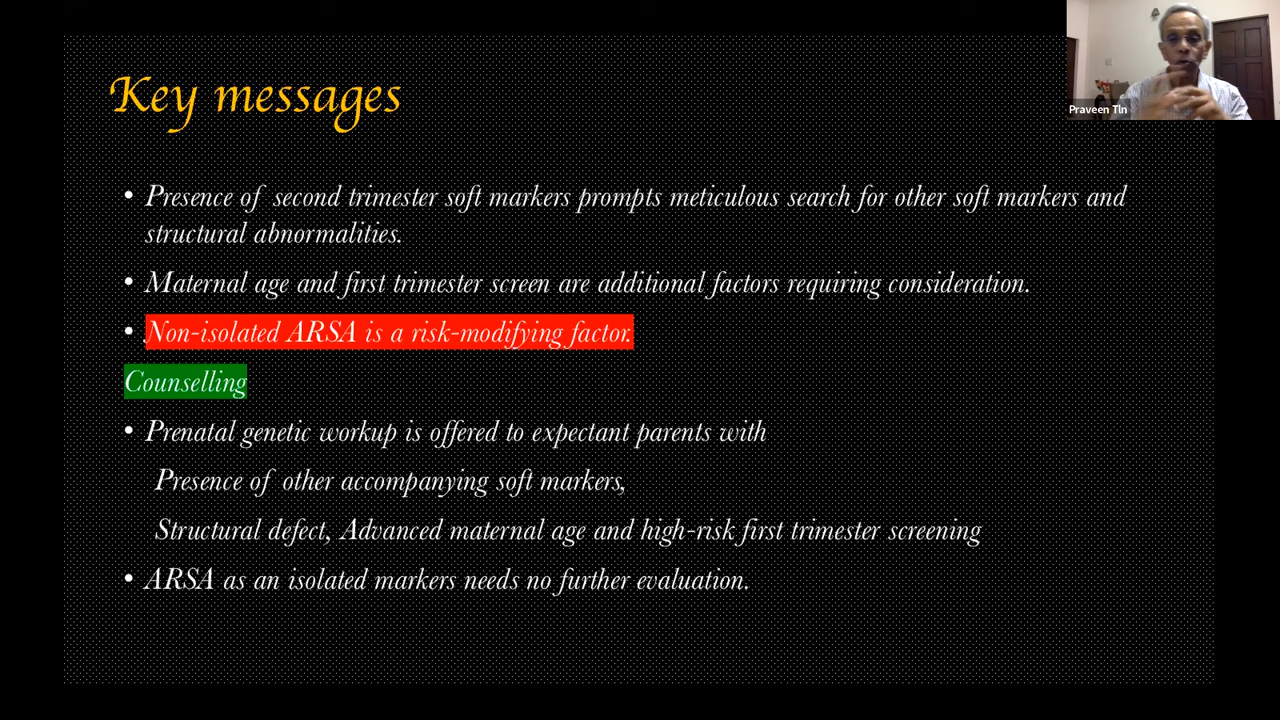 Key messages
Praveen Tln
• Presence of second trimester soft markers prompts meticulous search for other soft markers and
structural abnormalities.
• Maternal age and first trimester screen are additional factors requiring consideration.
• Non-isolated ARSA is a risk-modifying factor.
Counselling
• Prenatal genetic workup is offered to expectant parents with
Presence of other accompanying soft markers,
Structural defect, Advanced maternal age and high-risk first trimester screening
• ARSA as an isolated markers needs no further evaluation.